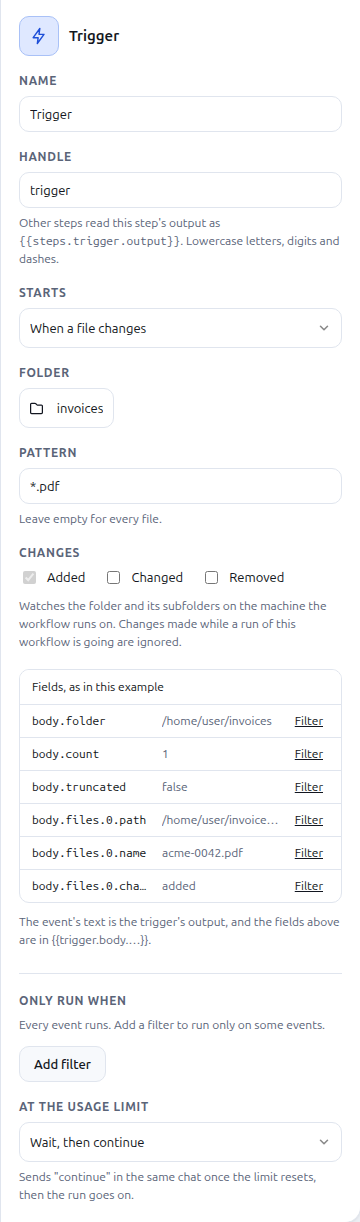 Trigger
NAME
Trigger
HANDLE
trigger
Other steps read this step's output as
{{steps.trigger.output}}. Lowercase letters, digits and
dashes.
STARTS
When a file changes
FOLDER
invoices
PATTERN
*.pdf
Leave empty for every file.
CHANGES
Added Changed Removed
Watches the folder and its subfolders on the machine the
workflow runs on. Changes made while a run of this
workflow is going are ignored.
Fields, as in this example
body.folder /home/user/invoices Filter
body.count 1 Filter
body.truncated false Filter
body.files.0.path /home/user/invoice... Filter
body.files.0.name acme-0042.pdf Filter
body.files.0.cha... added Filter
The event's text is the trigger's output, and the fields above
are in {{trigger.body....}}.
ONLY RUN WHEN
Every event runs. Add a filter to run only on some events.
Add filter
AT THE USAGE LIMIT
Wait, then continue
Sends "continue" in the same chat once the limit resets,
then the run goes on.